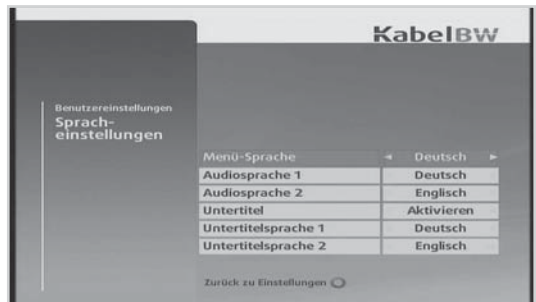 KabelBW
Benutzereinstellungen
Sprach-
einstellungen
Menü-Sprache Deutsch
Audiosprache 1 Deutsch
Audiosprache 2 Englisch
Untertitel Aktivieren
Untertitelsprache 1 Deutsch
Untertitelsprache 2 Englisch
Zurück zu Einstellungen